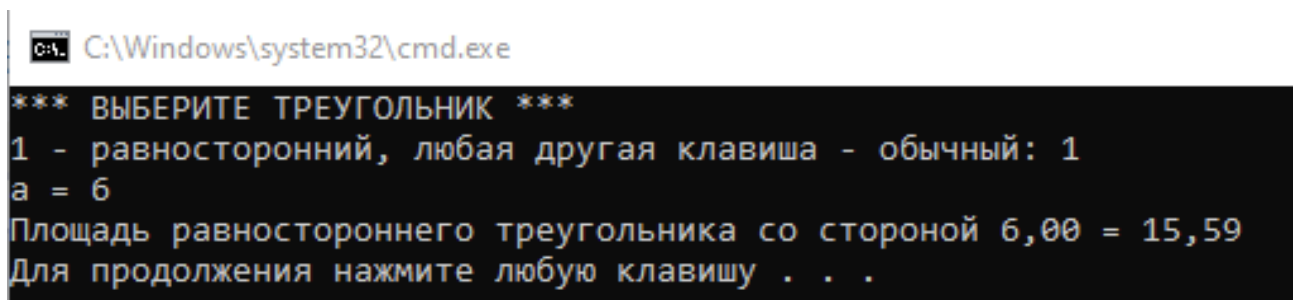 C:\Windows\system32\cmd.exe
*** ВЫБЕРИТЕ ТРЕУГОЛЬНИК ***
1 - равносторонний, любая другая клавиша - обычный: 1
a = 6
Площадь равностороннего треугольника со стороной 6,00 = 15,59
Для продолжения нажмите любую клавишу . . .